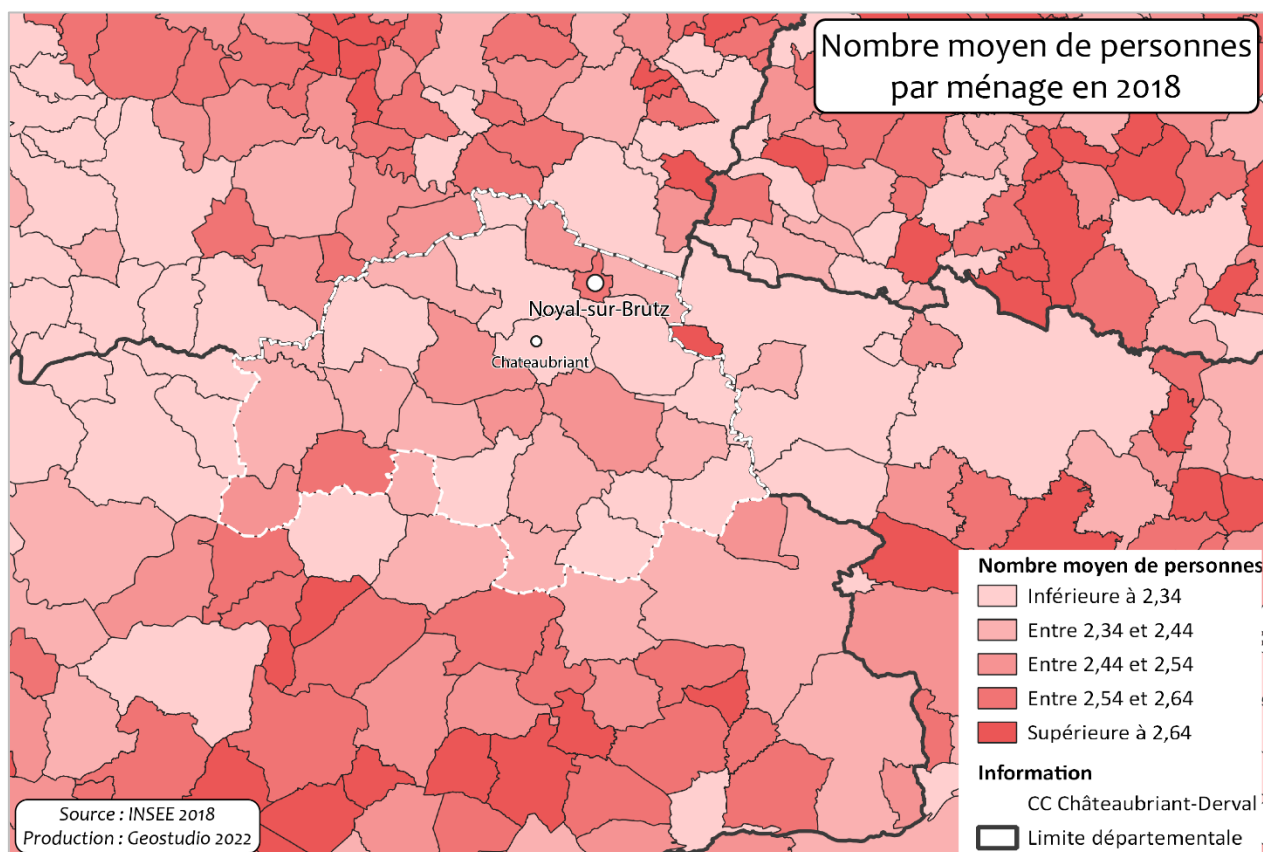 Nombre moyen de personnes
par ménage en 2018
Noyal-sur-Brutz
Chateaubriant
Nombre moyen de personnes
Inférieure à 2,34
Entre 2,34 et 2,44
Entre 2,44 et 2,54
Entre 2,54 et 2,64
Supérieure à 2,64
Information
CC Châteaubriant-Derval
Limite départementale
Source : INSEE 2018
Production : Geostudio 2022